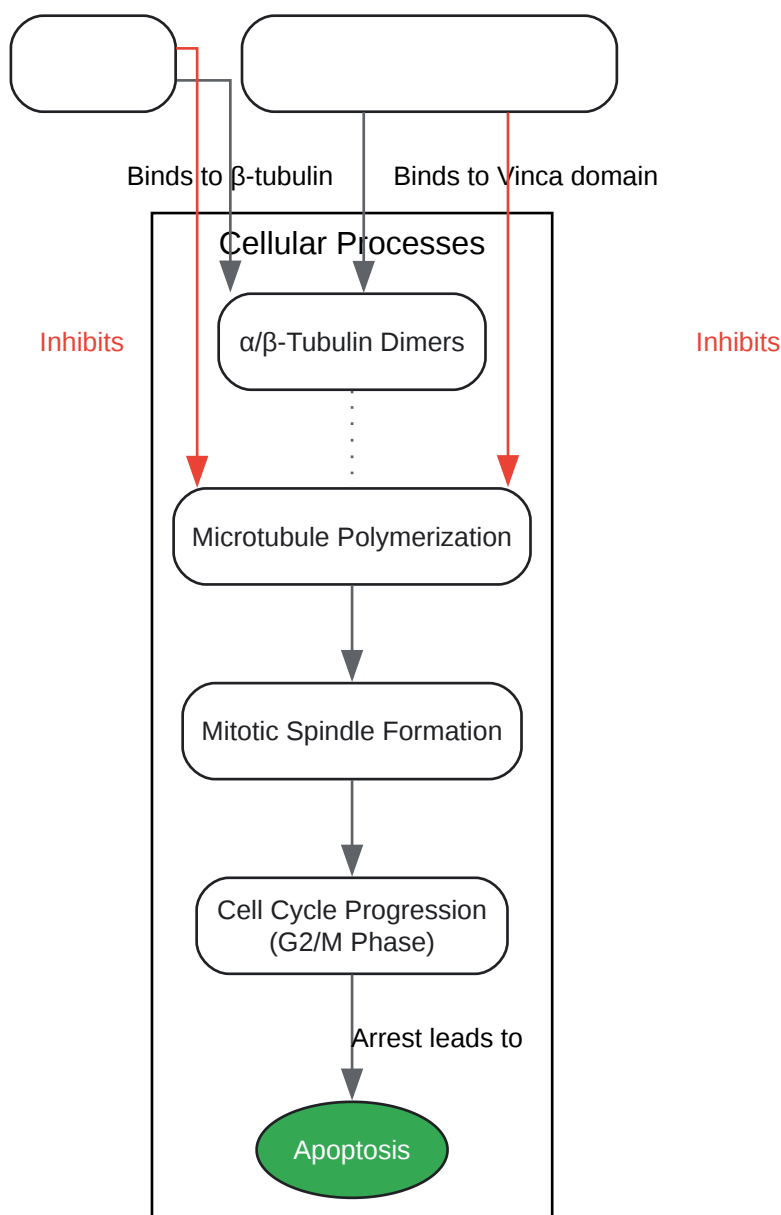 Binds to β-tubulin
Binds to Vinca domain
Cellular Processes
Inhibits
Inhibits
α/β-Tubulin Dimers
Microtubule Polymerization
Mitotic Spindle Formation
Cell Cycle Progression
(G2/M Phase)
Arrest leads to
Apoptosis